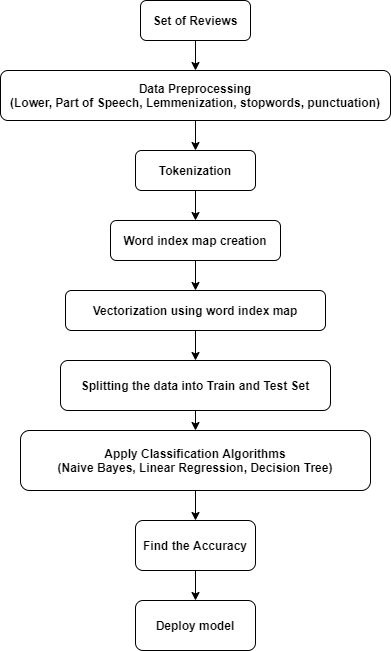 Set of Reviews
Data Preprocessing
(Lower, Part of Speech, Lemmenization, stopwords, punctuation)
Tokenization
Word index map creation
Vectorization using word index map
Splitting the data into Train and Test Set
Apply Classification Algorithms
(Naive Bayes, Linear Regression, Decision Tree)
Find the Accuracy
Deploy model